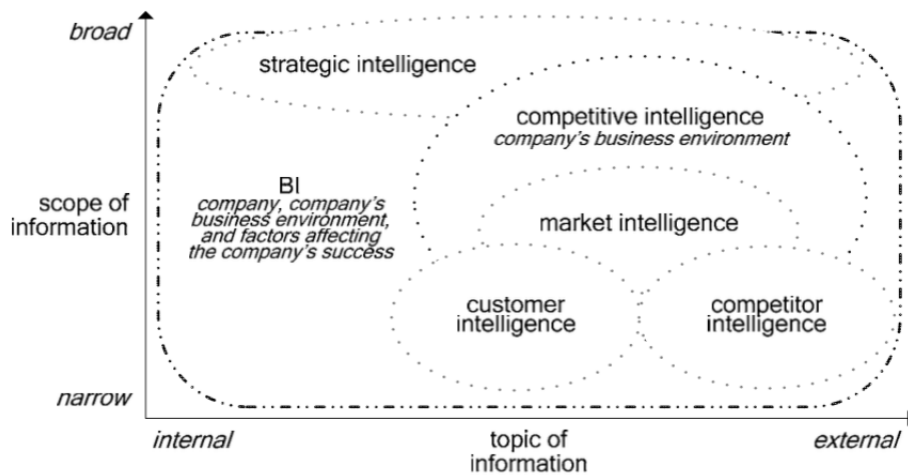 broad
strategic intelligence
competitive intelligence
company's business environment
BI
company, company's
business environment,
and factors affecting
the company's success
scope of
information
market intelligence
customer
intelligence
competitor
intelligence
narrow
internal
topic of
information
external